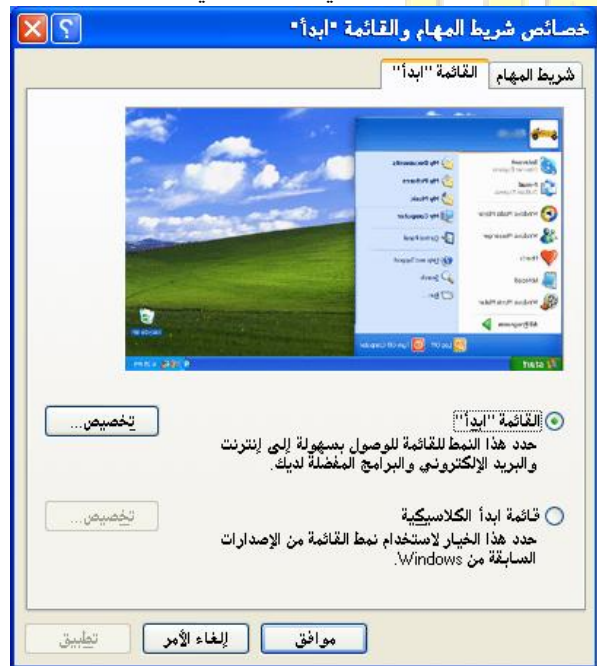 خصائص شريط المهام والقائمة "ابدأ"
شريط المهام
القائمة "ابدأ"
القائمة "ابدأ"
تخصيص...
حدد هذا النمط للقائمة للوصول بسهولة إلى إنترنت
والبريد الإلكتروني والبرامج المفضلة لديك.
قائمة ابدأ الكلاسيكية
تخصيص...
حدد هذا الخيار لاستخدام نمط القائمة من الإصدارات
السابقة من Windows.
موافق
إلغاء الأمر
تطبيق